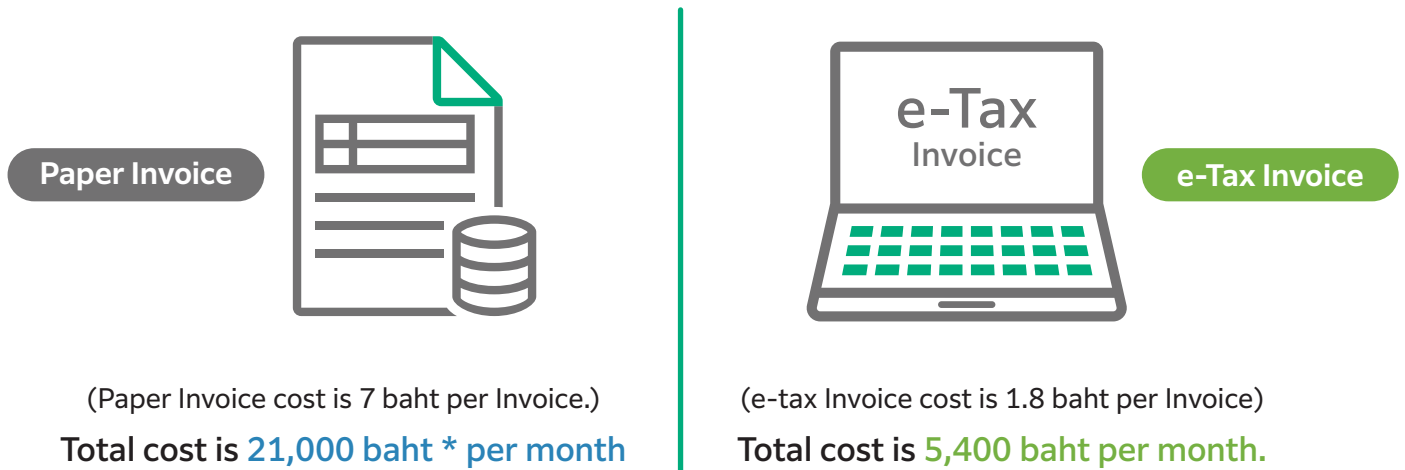 Paper Invoice
(Paper Invoice cost is 7 baht per Invoice.)
Total cost is 21,000 baht * per month
e-Tax
Invoice
e-Tax Invoice
(e-tax Invoice cost is 1.8 baht per Invoice)
Total cost is 5,400 baht per month.